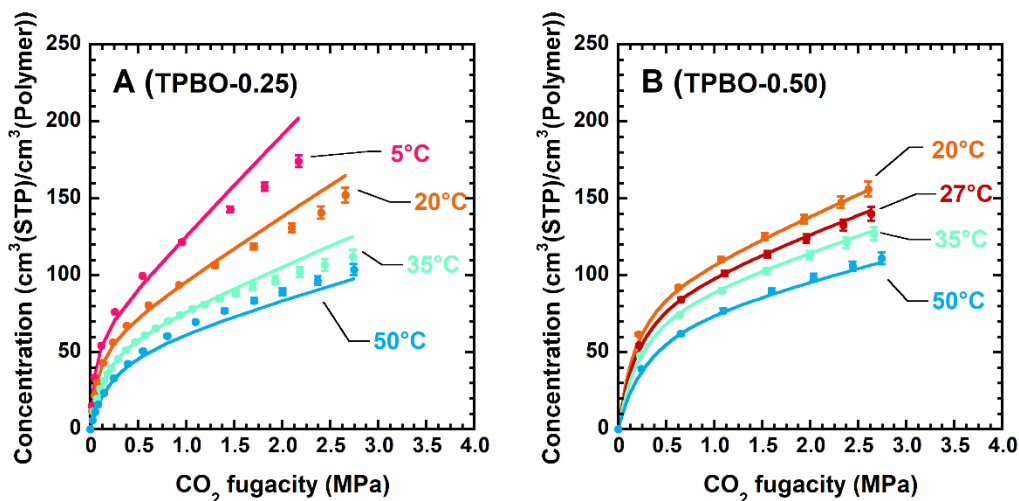 A (TPBO-0.25)
Concentration (cm³(STP)/cm³(Polymer))
250
200
150
100
50
0
5°C
20°C
35°C
50°C
0 0.5 1.0 1.5 2.0 2.5 3.0 3.5 4.0
CO₂ fugacity (MPa)
B (TPBO-0.50)
Concentration (cm³(STP)/cm³(Polymer))
250
200
150
100
50
0
20°C
27°C
35°C
50°C
0 0.5 1.0 1.5 2.0 2.5 3.0 3.5 4.0
CO₂ fugacity (MPa)